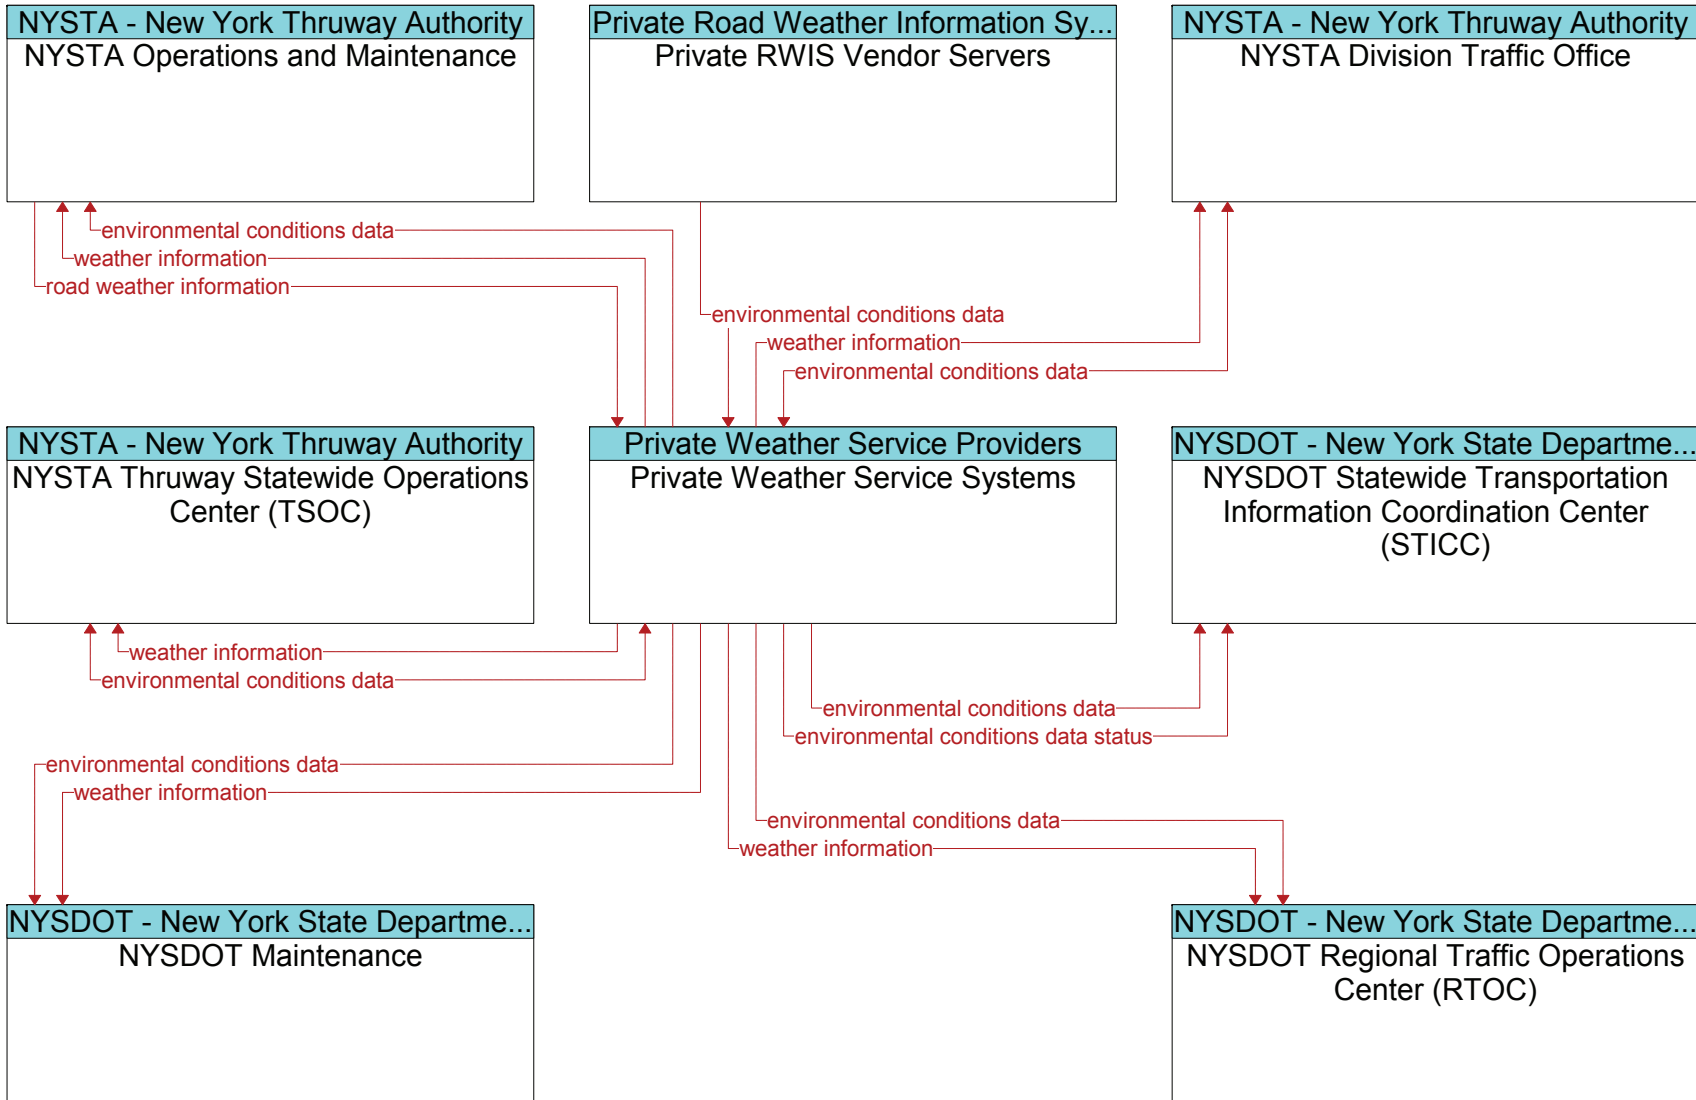 NYSTA - New York Thruway Authority
NYSTA Operations and Maintenance
Private Road Weather Information Sy...
Private RWIS Vendor Servers
NYSTA - New York Thruway Authority
NYSTA Division Traffic Office
environmental conditions data
weather information
road weather information
environmental conditions data
weather information
environmental conditions data
NYSTA - New York Thruway Authority
NYSTA Thruway Statewide Operations
Center (TSOC)
Private Weather Service Providers
Private Weather Service Systems
NYSDOT - New York State Departme...
NYSDOT Statewide Transportation
Information Coordination Center
(STICC)
weather information
environmental conditions data
environmental conditions data
environmental conditions data status
environmental conditions data
weather information
environmental conditions data
weather information
NYSDOT - New York State Departme...
NYSDOT Maintenance
NYSDOT - New York State Departme...
NYSDOT Regional Traffic Operations
Center (RTOC)